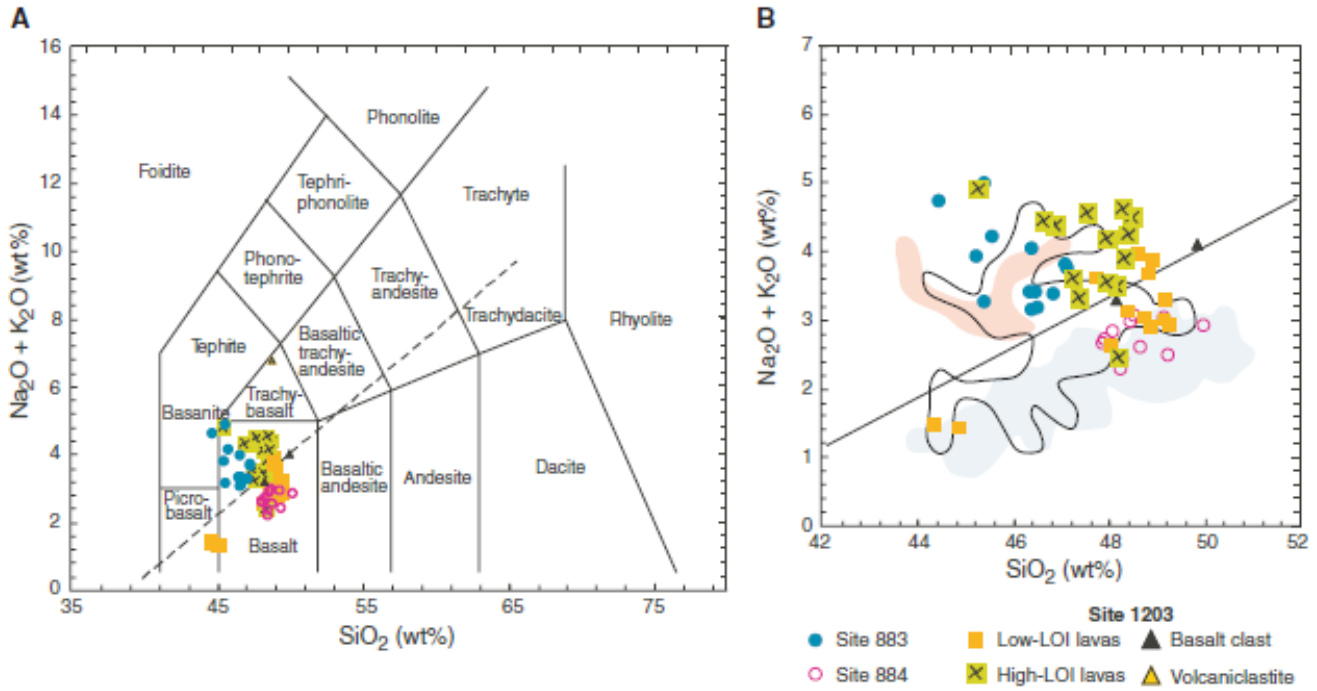 A
16
14
12
10
8
6
4
2
0
Na2O + K2O (wt%)
35
45
55
65
75
SiO2 (wt%)
Foidite
Phonolite
Tephri-
phonolite
Trachyte
Phono-
tephrite
Trachy-
andesite
Trachydacite
Rhyolite
Tephrite
Basaltic
trachy-
andesite
Trachy-
basalt
Basanite
Picro-
basalt
Basalt
Basaltic
andesite
Andesite
Dacite
B
7
6
5
4
3
2
1
0
Na2O + K2O (wt%)
42
44
46
48
50
52
SiO2 (wt%)
Site 1203
Site 883
Low-LOI lavas
Basalt clast
Site 884
High-LOI lavas
Volcaniclastite